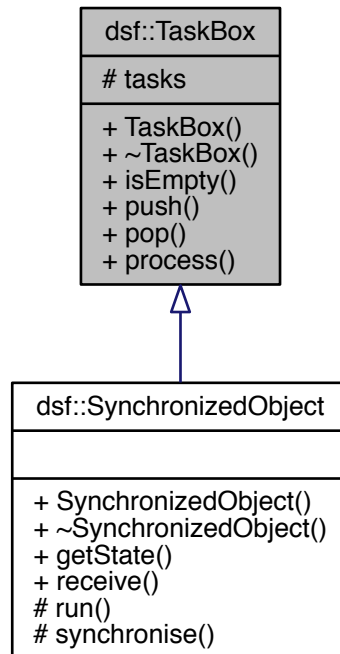 dsf::TaskBox
# tasks
+ TaskBox()
+ ~TaskBox()
+ isEmpty()
+ push()
+ pop()
+ process()
dsf::SynchronizedObject
+ SynchronizedObject()
+ ~SynchronizedObject()
+ getState()
+ receive()
# run()
# synchronise()